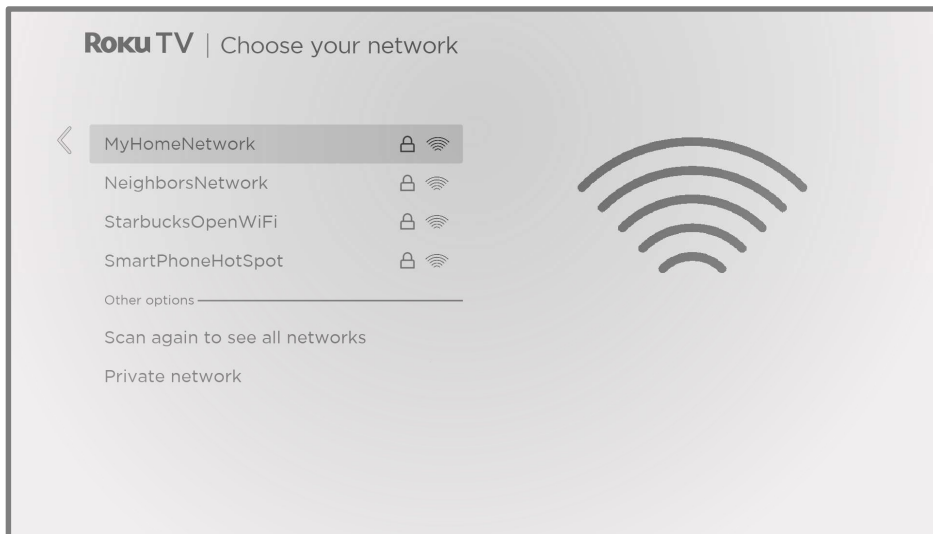 Roku TV | Choose your network
MyHomeNetwork
NeighborsNetwork
StarbucksOpenWiFi
SmartPhoneHotSpot
Other options
Scan again to see all networks
Private network